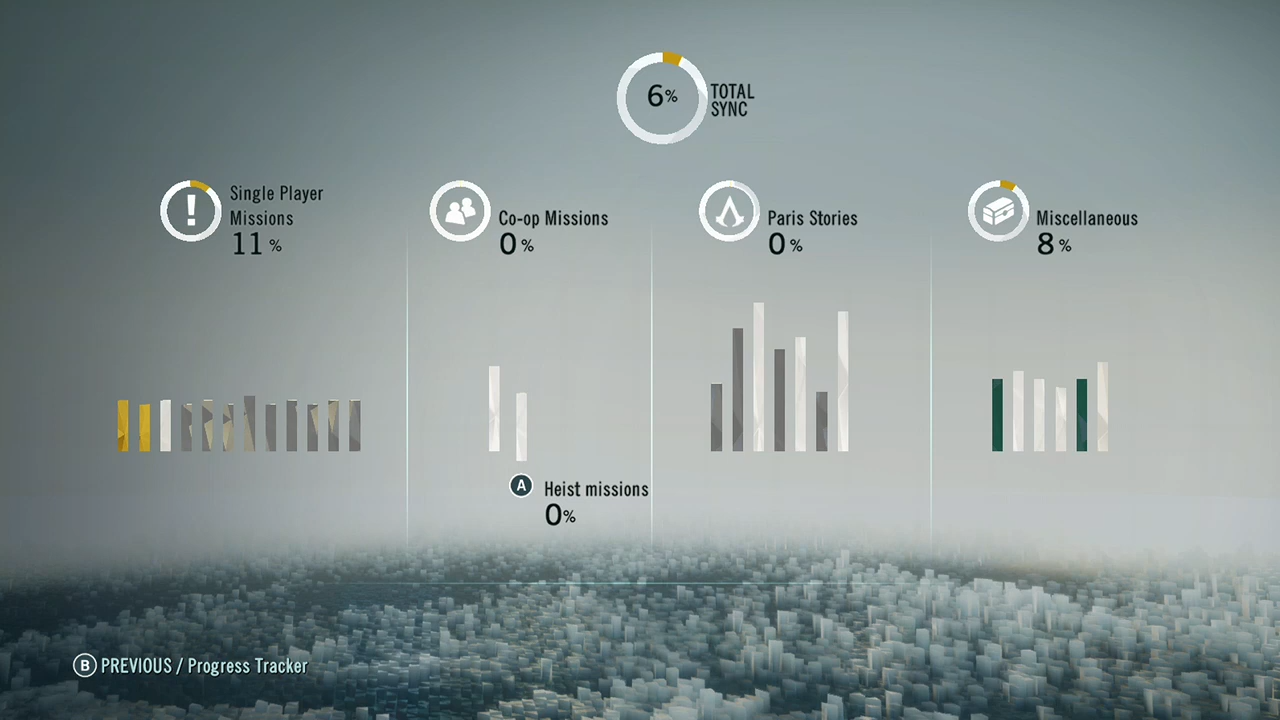 6%
TOTAL
SYNC
Single Player
Missions
11 %
Co-op Missions
0 %
Paris Stories
0 %
Miscellaneous
8 %
A Heist missions
0%
B PREVIOUS / Progress Tracker